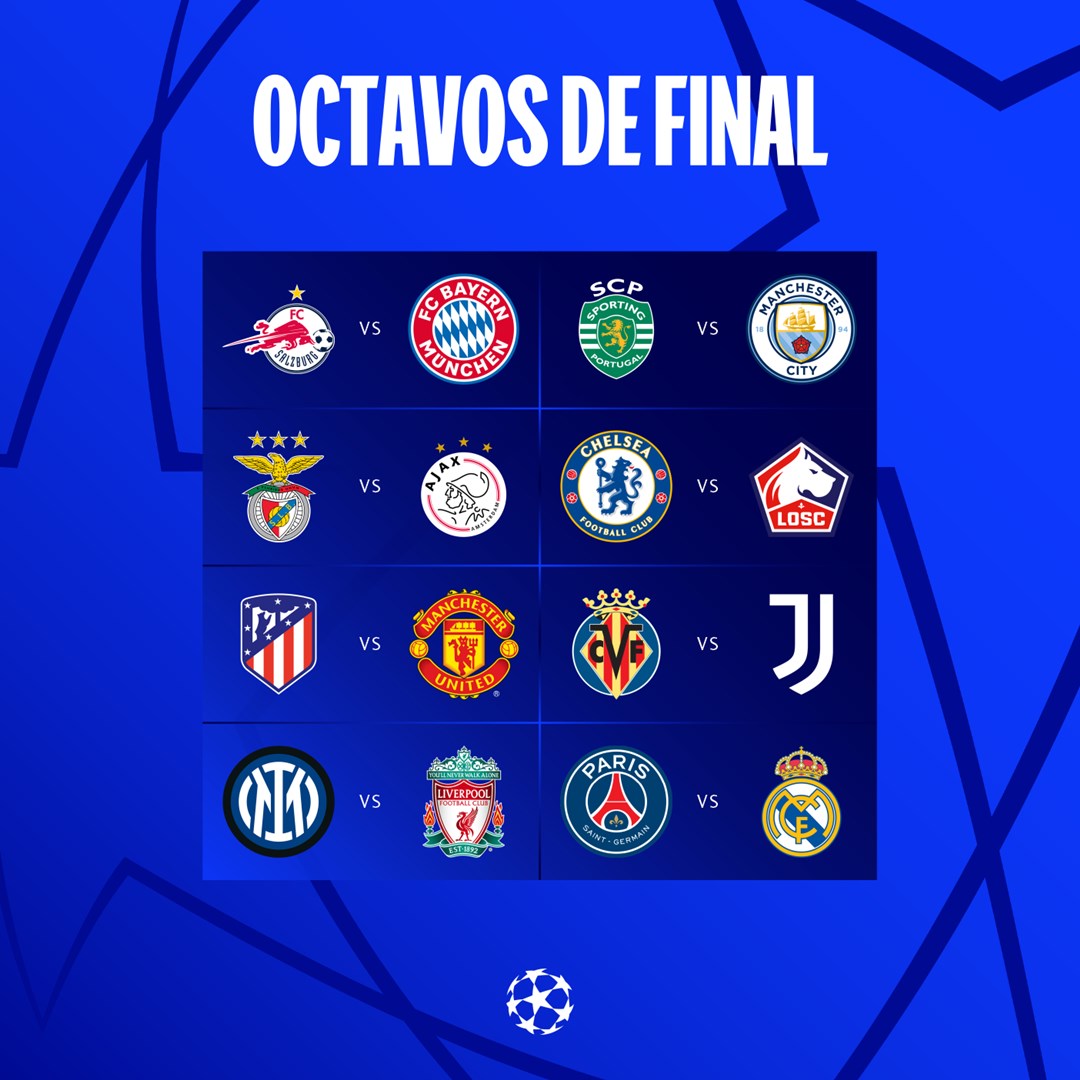 OCTAVOS DE FINAL
FC
SALZBURG
VS
FC BAYERN
MÜNCHEN
SCP
SPORTING
PORTUGAL
VS
MANCHESTER
18 94
CITY
VS
AJAX
AMSTERDAM
CHELSEA
FOOTBALL CLUB
VS
LOSC
VS
MANCHESTER
UNITED
®
CVF
VS
J
IM
VS
YOU'LL NEVER WALK ALONE
LIVERPOOL
FOOTBALL CLUB
EST·1892
®
PARIS
SAINT-GERMAIN
VS
MCF